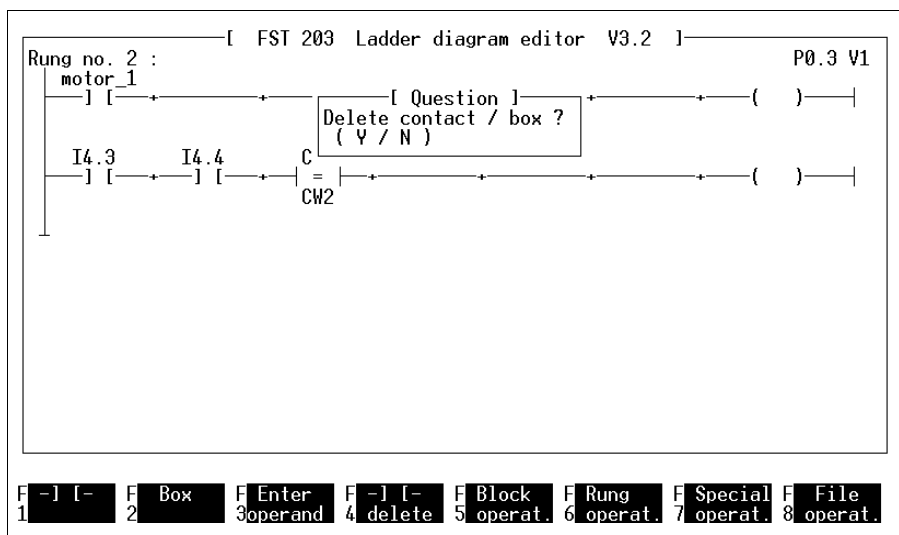 [ FST 203 Ladder diagram editor V3.2 ]
Rung no. 2 : P0.3 V1
motor_1
] [ [ Question ] ( )
Delete contact / box ?
( Y / N )
I4.3 I4.4 C
] [ ] [ = ( )
CW2
F1 -] [- F2 Box F3 Enter operand F4 -] [- delete F5 Block operat. F6 Rung operat. F7 Special operat. F8 File operat.